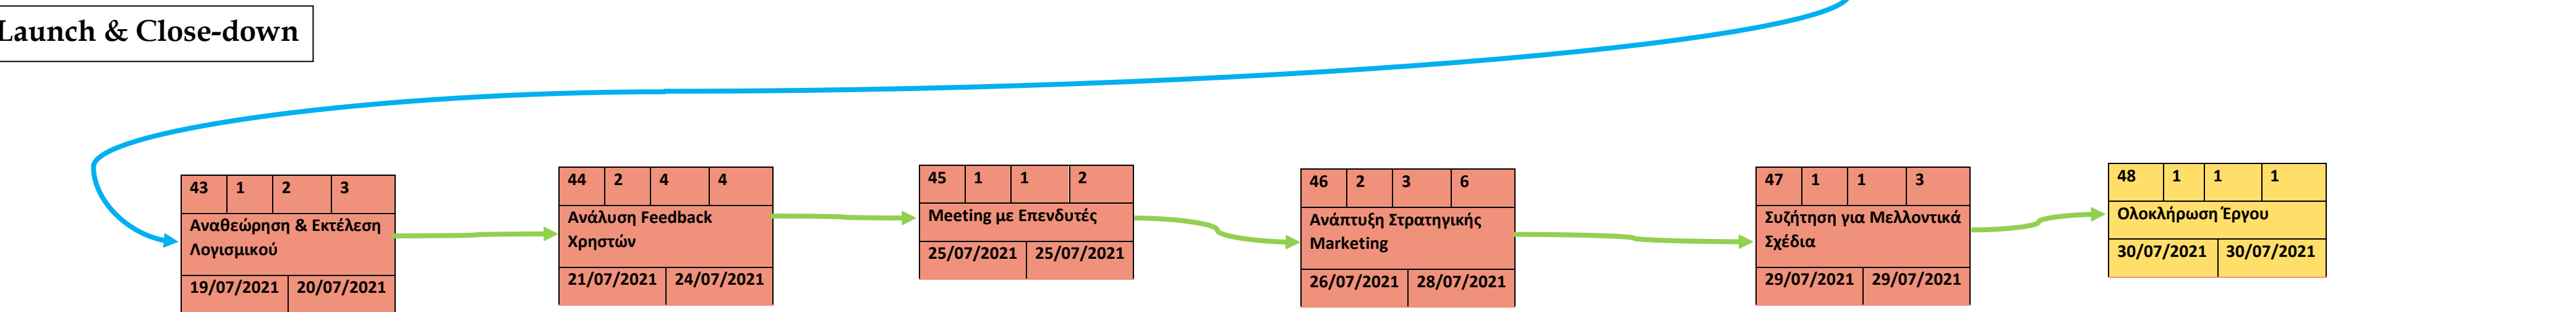 Launch & Close-down
43 1 2 3
Αναθεώρηση & Εκτέλεση
Λογισμικού
19/07/2021 20/07/2021
44 2 4 4
Ανάλυση Feedback
Χρηστών
21/07/2021 24/07/2021
45 1 1 2
Meeting με Επενδυτές
25/07/2021 25/07/2021
46 2 3 6
Ανάπτυξη Στρατηγικής
Marketing
26/07/2021 28/07/2021
47 1 1 3
Συζήτηση για Μελλοντικά
Σχέδια
29/07/2021 29/07/2021
48 1 1 1
Ολοκλήρωση Έργου
30/07/2021 30/07/2021